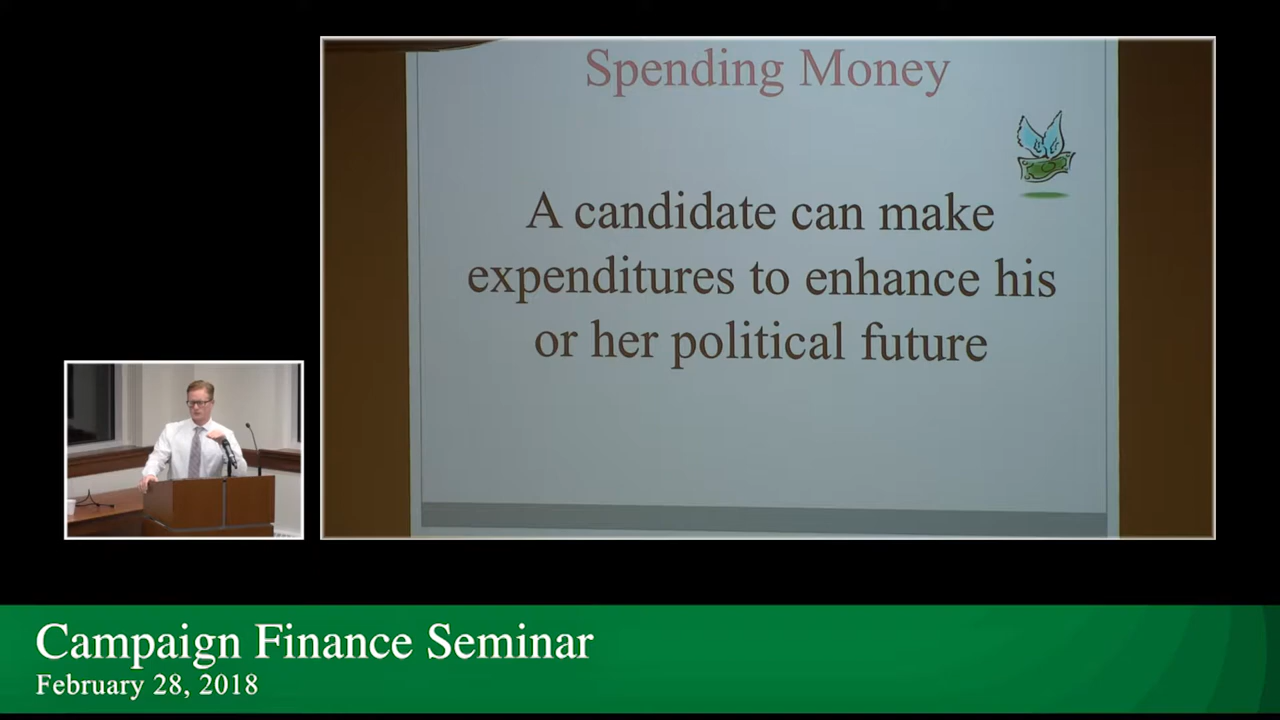 Spending Money
A candidate can make
expenditures to enhance his
or her political future
Campaign Finance Seminar
February 28, 2018